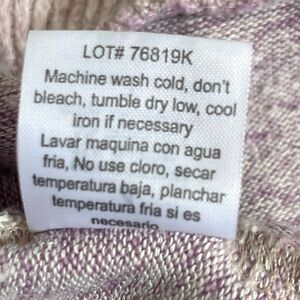 LOT# 76819K
Machine wash cold, don't
bleach, tumble dry low, cool
iron if necessary
Lavar maquina con agua
fria, No use cloro, secar
temperatura baja, planchar
temperatura fria si es
necesario